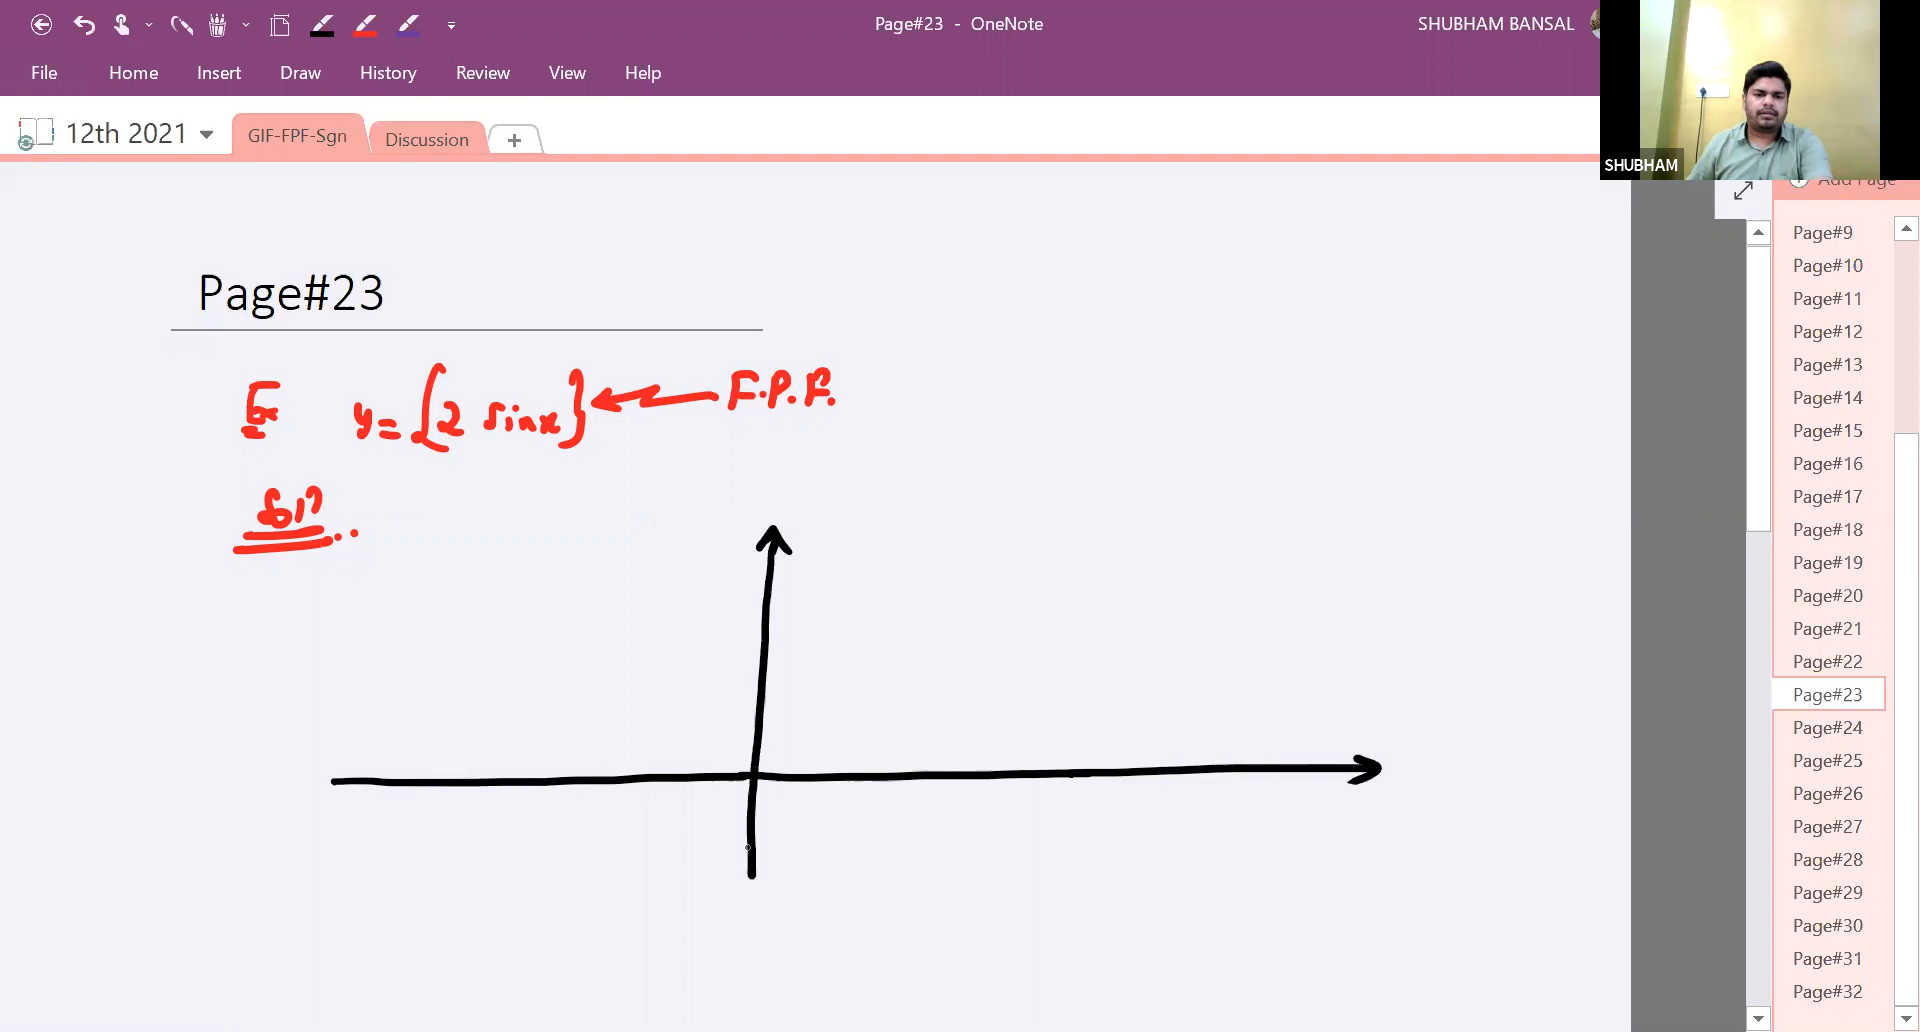 Page#23 - OneNote
SHUBHAM BANSAL
File Home Insert Draw History Review View Help
SHUBHAM
12th 2021
GIF-FPF-Sgn
Discussion
Add Page
Page#23
Ex y = {2 sinx} F.P.F.
Sol^n..
Page#9
Page#10
Page#11
Page#12
Page#13
Page#14
Page#15
Page#16
Page#17
Page#18
Page#19
Page#20
Page#21
Page#22
Page#23
Page#24
Page#25
Page#26
Page#27
Page#28
Page#29
Page#30
Page#31
Page#32